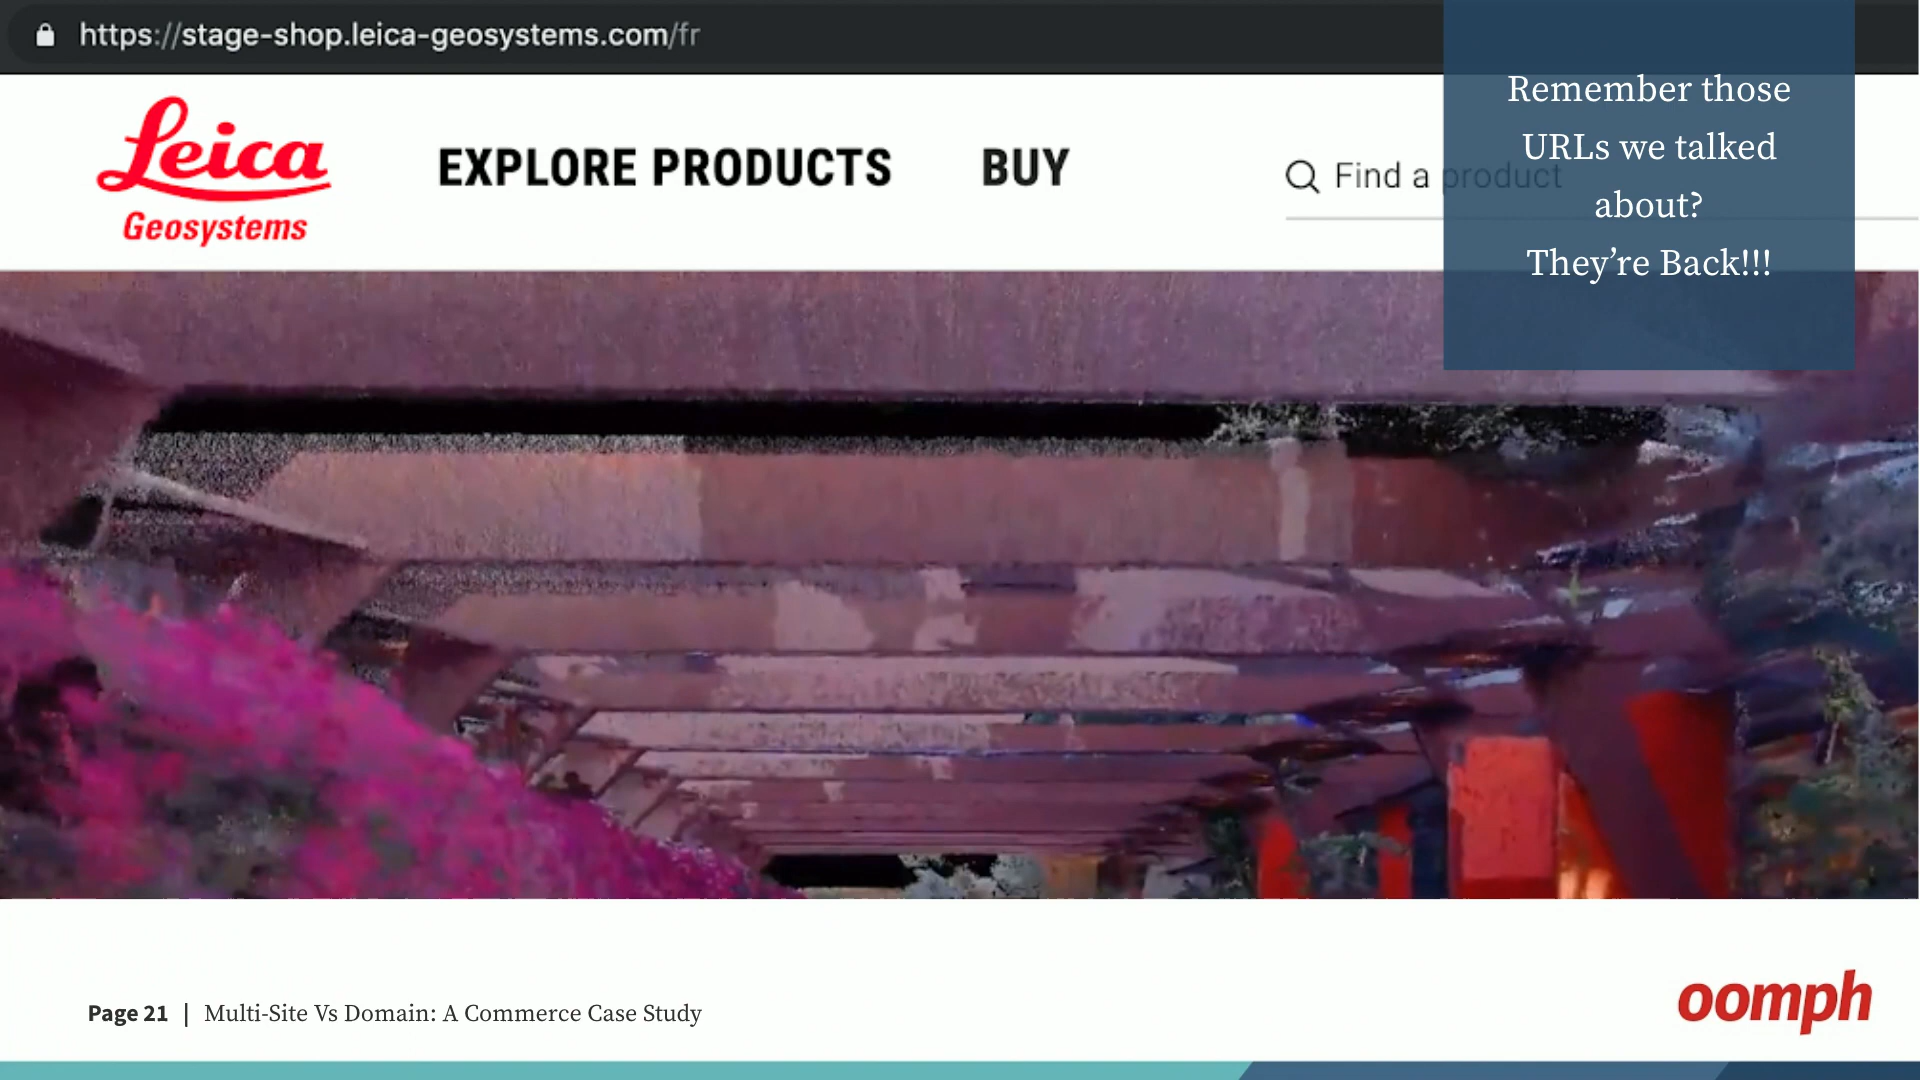 https://stage-shop.leica-geosystems.com/fr
Leica
Geosystems
EXPLORE PRODUCTS
BUY
Find a product
Remember those
URLs we talked
about?
They’re Back!!!
Page 21 | Multi-Site Vs Domain: A Commerce Case Study
oomph